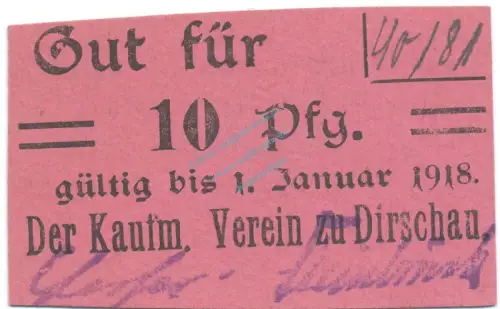 Gut für
40/81
10 Pfg.
gültig bis 1. Januar 1918.
Der Kaufm. Verein zu Dirschau.